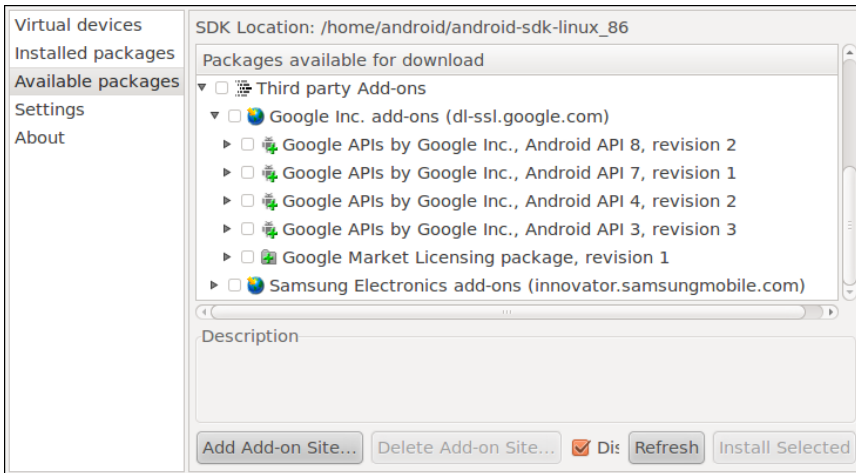 Virtual devices
Installed packages
Available packages
Settings
About
SDK Location: /home/android/android-sdk-linux_86
Packages available for download
Third party Add-ons
Google Inc. add-ons (dl-ssl.google.com)
Google APIs by Google Inc., Android API 8, revision 2
Google APIs by Google Inc., Android API 7, revision 1
Google APIs by Google Inc., Android API 4, revision 2
Google APIs by Google Inc., Android API 3, revision 3
Google Market Licensing package, revision 1
Samsung Electronics add-ons (innovator.samsungmobile.com)
Description
Add Add-on Site... Delete Add-on Site... Dis Refresh Install Selected